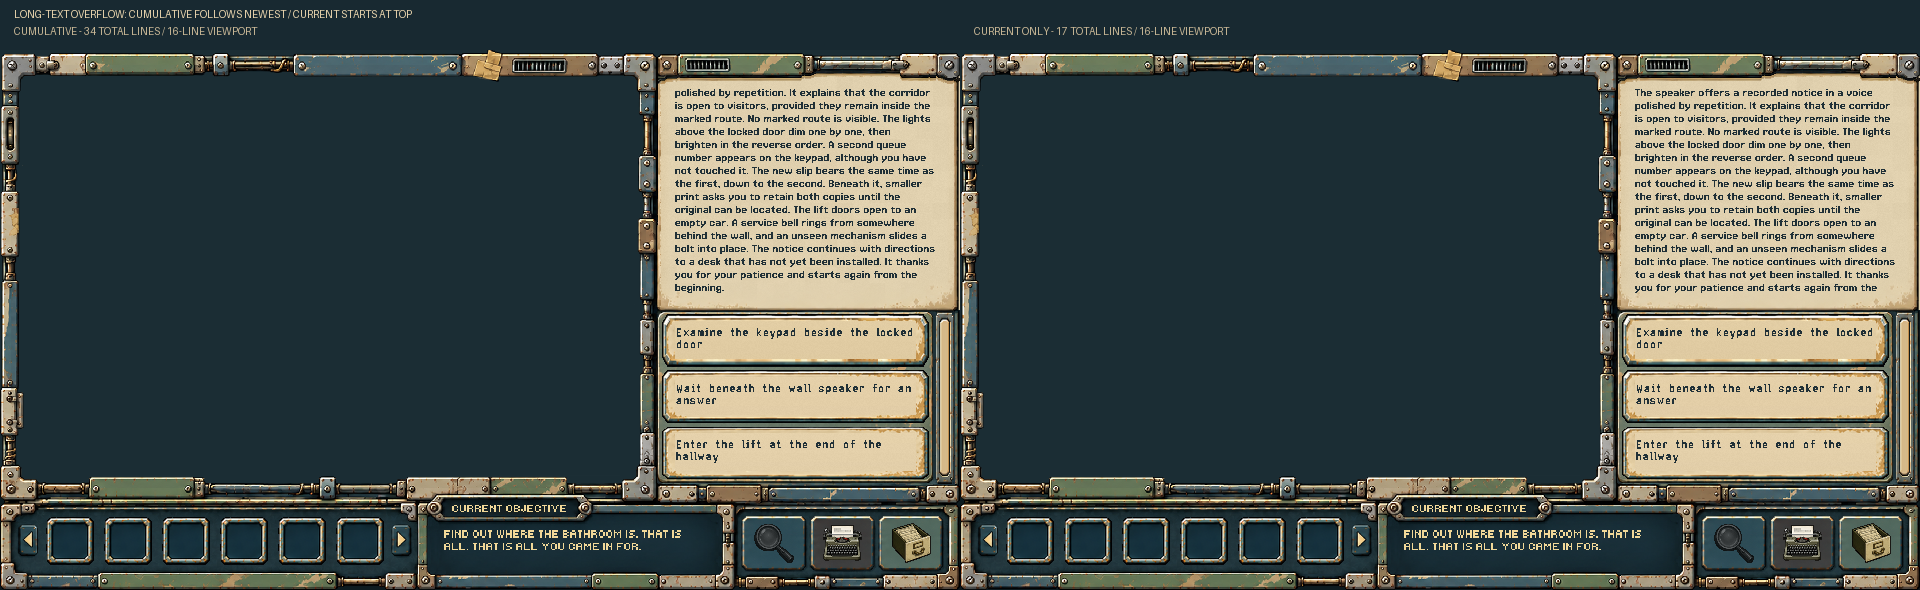 LONG-TEXT OVERFLOW: CUMULATIVE FOLLOWS NEWEST / CURRENT STARTS AT TOP
CUMULATIVE - 34 TOTAL LINES / 16-LINE VIEWPORT
polished by repetition. It explains that the corridor
is open to visitors, provided they remain inside the
marked route. No marked route is visible. The lights
above the locked door dim one by one, then
brighten in the reverse order. A second queue
number appears on the keypad, although you have
not touched it. The new slip bears the same time as
the first, down to the second. Beneath it, smaller
print asks you to retain both copies until the
original can be located. The lift doors open to an
empty car. A service bell rings from somewhere
behind the wall, and an unseen mechanism slides a
bolt into place. The notice continues with directions
to a desk that has not yet been installed. It thanks
you for your patience and starts again from the
beginning.
Examine the keypad beside the locked
door
Wait beneath the wall speaker for an
answer
Enter the lift at the end of the
hallway
CURRENT OBJECTIVE
FIND OUT WHERE THE BATHROOM IS. THAT IS
ALL. THAT IS ALL YOU CAME IN FOR.
CURRENT ONLY - 17 TOTAL LINES / 16-LINE VIEWPORT
The speaker offers a recorded notice in a voice
polished by repetition. It explains that the corridor
is open to visitors, provided they remain inside the
marked route. No marked route is visible. The lights
above the locked door dim one by one, then
brighten in the reverse order. A second queue
number appears on the keypad, although you have
not touched it. The new slip bears the same time as
the first, down to the second. Beneath it, smaller
print asks you to retain both copies until the
original can be located. The lift doors open to an
empty car. A service bell rings from somewhere
behind the wall, and an unseen mechanism slides a
bolt into place. The notice continues with directions
to a desk that has not yet been installed. It thanks
you for your patience and starts again from the
Examine the keypad beside the locked
door
Wait beneath the wall speaker for an
answer
Enter the lift at the end of the
hallway
CURRENT OBJECTIVE
FIND OUT WHERE THE BATHROOM IS. THAT IS
ALL. THAT IS ALL YOU CAME IN FOR.